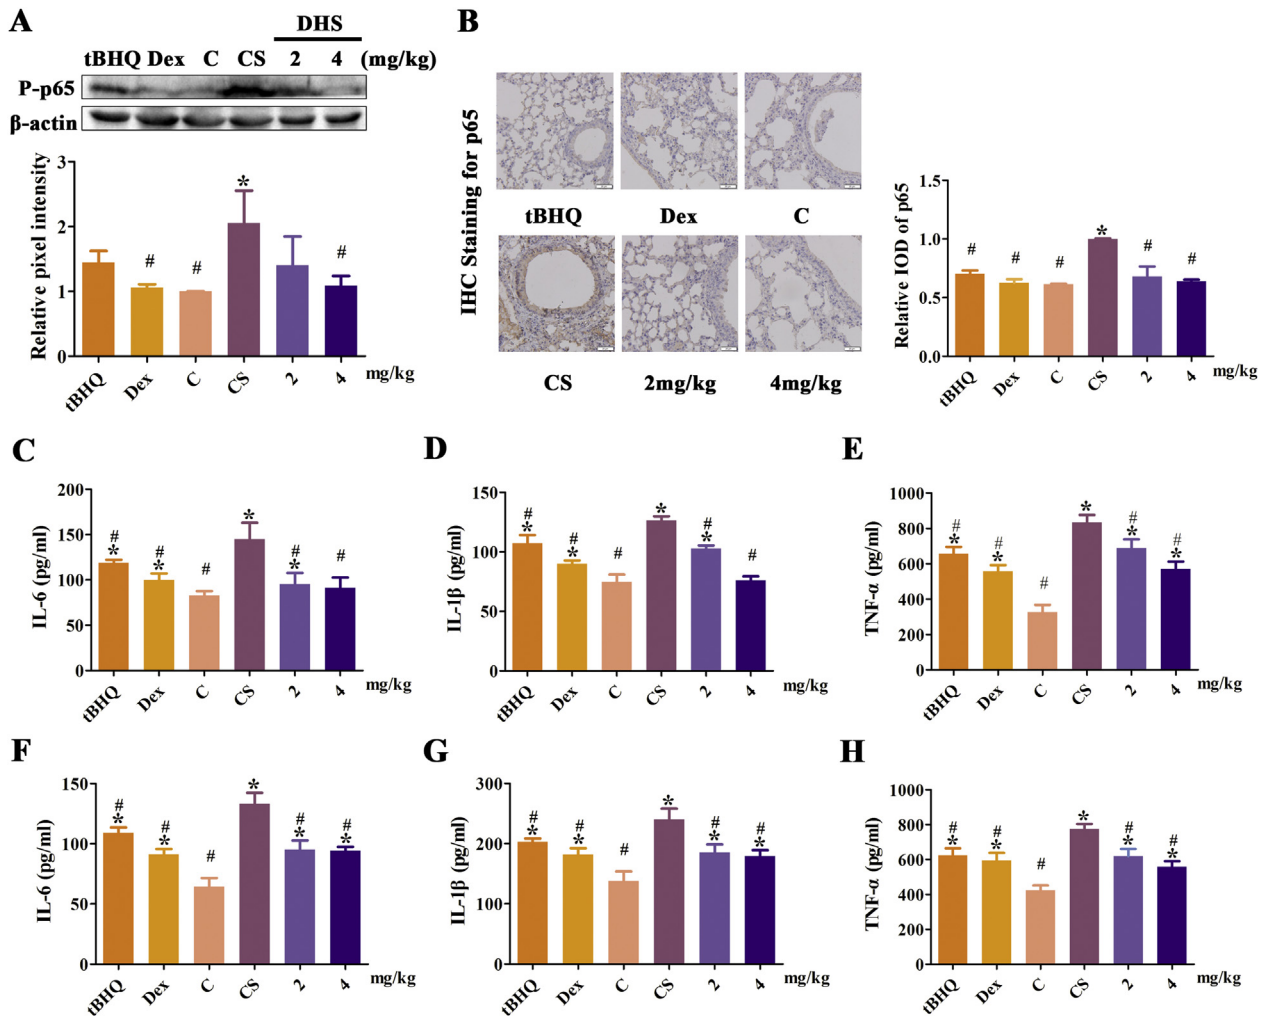 A
DHS
tBHQ Dex C CS 2 4 (mg/kg)
P-p65
β-actin
Relative pixel intensity
3
2
1
0
*
# # #
tBHQ Dex C CS 2 4 mg/kg
B
IHC Staining for p65
tBHQ Dex C
CS 2mg/kg 4mg/kg
Relative IOD of p65
1.5
1.0
0.5
0.0
# # # * # #
tBHQ Dex C CS 2 4 mg/kg
C
IL-6 (pg/ml)
200
150
100
50
0
# # # * # #
* * *
tBHQ Dex C CS 2 4 mg/kg
D
IL-1β (pg/ml)
150
100
50
0
# # # * # #
* * *
tBHQ Dex C CS 2 4 mg/kg
E
TNF-α (pg/ml)
1000
800
600
400
200
0
# # # * # #
* * * *
tBHQ Dex C CS 2 4 mg/kg
F
IL-6 (pg/ml)
150
100
50
0
# # # * # #
* * * *
tBHQ Dex C CS 2 4 mg/kg
G
IL-1β (pg/ml)
300
200
100
0
# # # * # #
* * * *
tBHQ Dex C CS 2 4 mg/kg
H
TNF-α (pg/ml)
1000
800
600
400
200
0
# # # * # #
* * * *
tBHQ Dex C CS 2 4 mg/kg